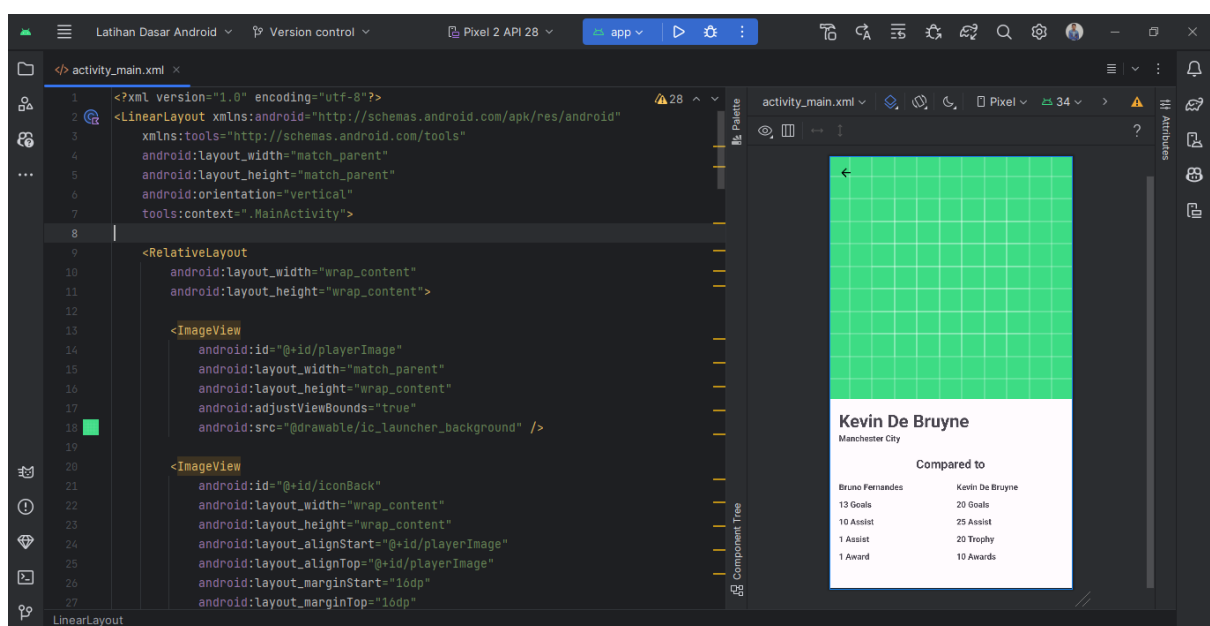 Latihan Dasar Android
Version control
Pixel 2 API 28
app
</> activity_main.xml
1 <?xml version="1.0" encoding="utf-8"?>
28
2 <LinearLayout xmlns:android="http://schemas.android.com/apk/res/android"
3 xmlns:tools="http://schemas.android.com/tools"
4 android:layout_width="match_parent"
5 android:layout_height="match_parent"
6 android:orientation="vertical"
7 tools:context=".MainActivity">
8
9 <RelativeLayout
10 android:layout_width="wrap_content"
11 android:layout_height="wrap_content">
12
13 <ImageView
14 android:id="@+id/playerImage"
15 android:layout_width="match_parent"
16 android:layout_height="wrap_content"
17 android:adjustViewBounds="true"
18 android:src="@drawable/ic_launcher_background" />
19
20 <ImageView
21 android:id="@+id/iconBack"
22 android:layout_width="wrap_content"
23 android:layout_height="wrap_content"
24 android:layout_alignStart="@+id/playerImage"
25 android:layout_alignTop="@+id/playerImage"
26 android:layout_marginStart="16dp"
27 android:layout_marginTop="16dp"
LinearLayout
Palette
Component Tree
activity_main.xml
Pixel
34
?
Attributes
Kevin De Bruyne
Manchester City
Compared to
Bruno Fernandes Kevin De Bruyne
13 Goals 20 Goals
10 Assist 25 Assist
1 Assist 20 Trophy
1 Award 10 Awards